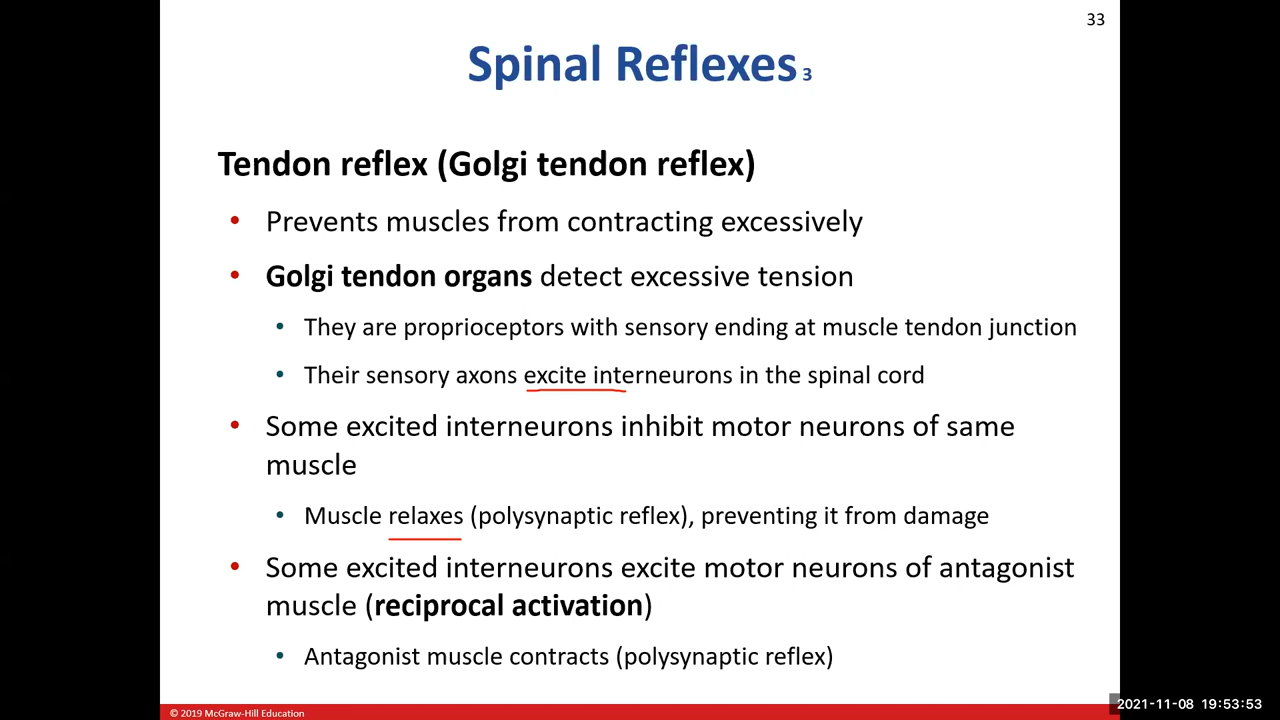 33
Spinal Reflexes 3
Tendon reflex (Golgi tendon reflex)
• Prevents muscles from contracting excessively
• Golgi tendon organs detect excessive tension
• They are proprioceptors with sensory ending at muscle tendon junction
• Their sensory axons excite interneurons in the spinal cord
• Some excited interneurons inhibit motor neurons of same
muscle
• Muscle relaxes (polysynaptic reflex), preventing it from damage
• Some excited interneurons excite motor neurons of antagonist
muscle (reciprocal activation)
• Antagonist muscle contracts (polysynaptic reflex)
© 2019 McGraw-Hill Education
2021-11-08 19:53:53